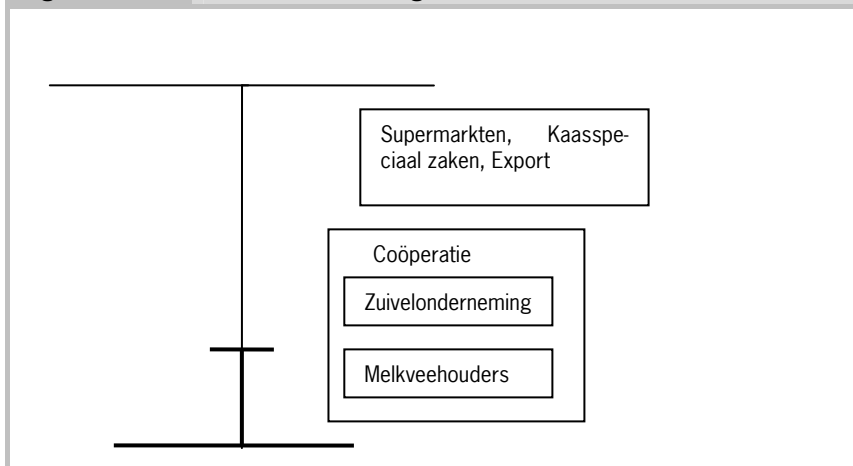 Supermarkten, Kaasspe-
ciaal zaken, Export
Coöperatie
Zuivelonderneming
Melkveehouders